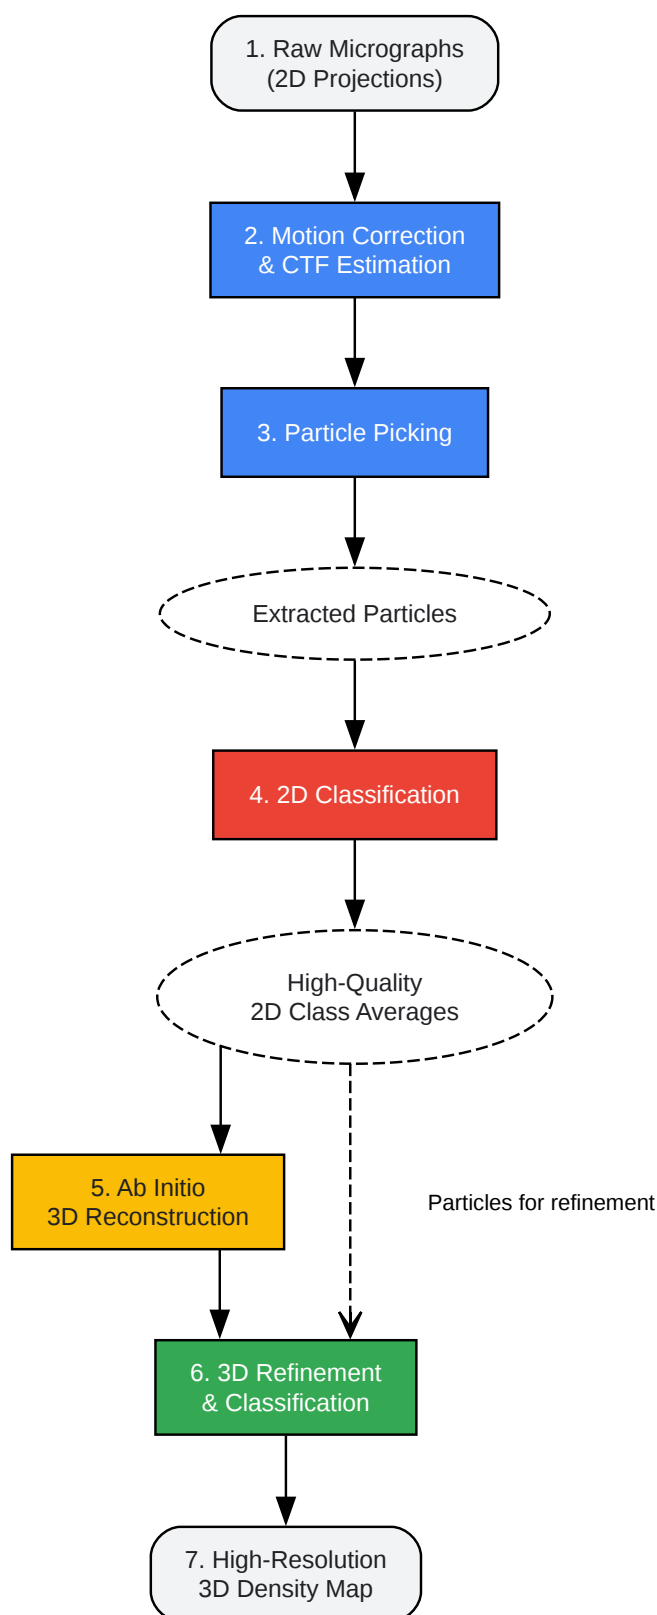 1. Raw Micrographs
(2D Projections)
2. Motion Correction
& CTF Estimation
3. Particle Picking
Extracted Particles
4. 2D Classification
High-Quality
2D Class Averages
5. Ab Initio
3D Reconstruction
Particles for refinement
6. 3D Refinement
& Classification
7. High-Resolution
3D Density Map